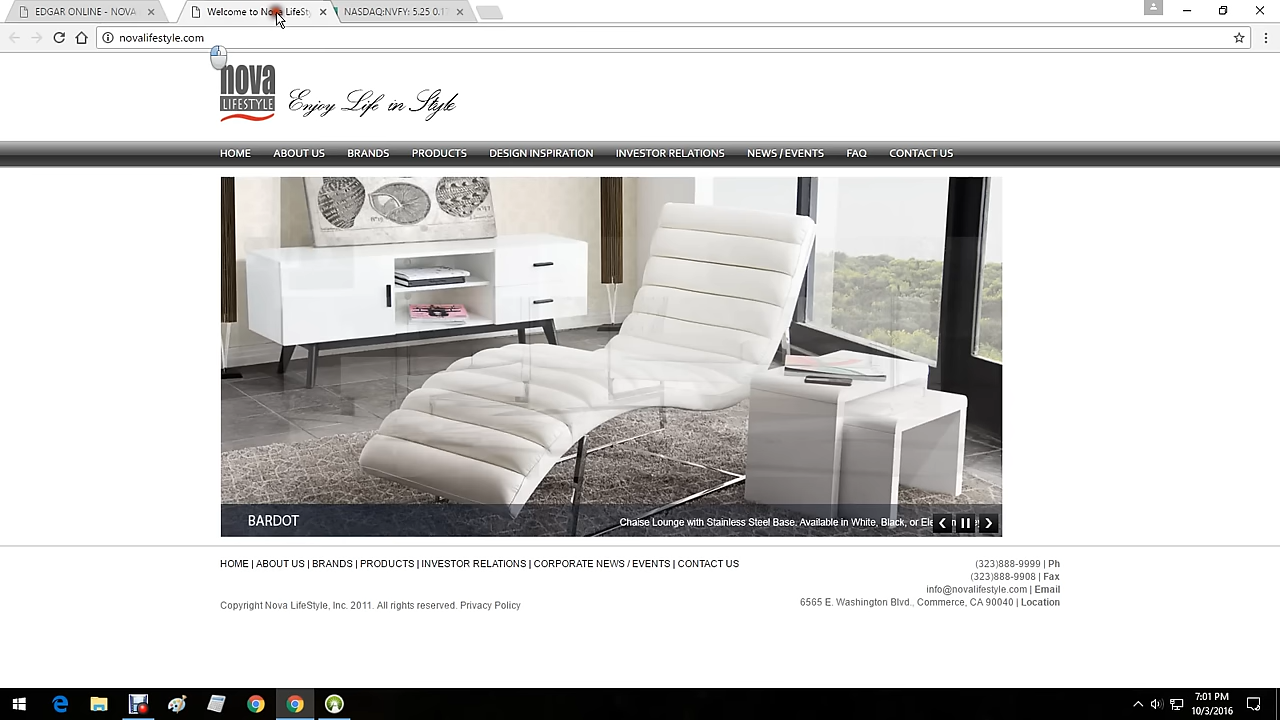 EDGAR ONLINE - NOVA
Welcome to Nova LifeSt
NASDAQ:NVFY: 5.25 0.1
novalifestyle.com
nova
LIFESTYLE
Enjoy Life in Style
HOME ABOUT US BRANDS PRODUCTS DESIGN INSPIRATION INVESTOR RELATIONS NEWS / EVENTS FAQ CONTACT US
BARDOT
Chaise Lounge with Stainless Steel Base. Available in White, Black, or
HOME | ABOUT US | BRANDS | PRODUCTS | INVESTOR RELATIONS | CORPORATE NEWS / EVENTS | CONTACT US
(323)888-9999 | Ph
(323)888-9908 | Fax
info@novalifestyle.com | Email
6565 E. Washington Blvd., Commerce, CA 90040 | Location
Copyright Nova LifeStyle, Inc. 2011. All rights reserved. Privacy Policy
7:01 PM
10/3/2016